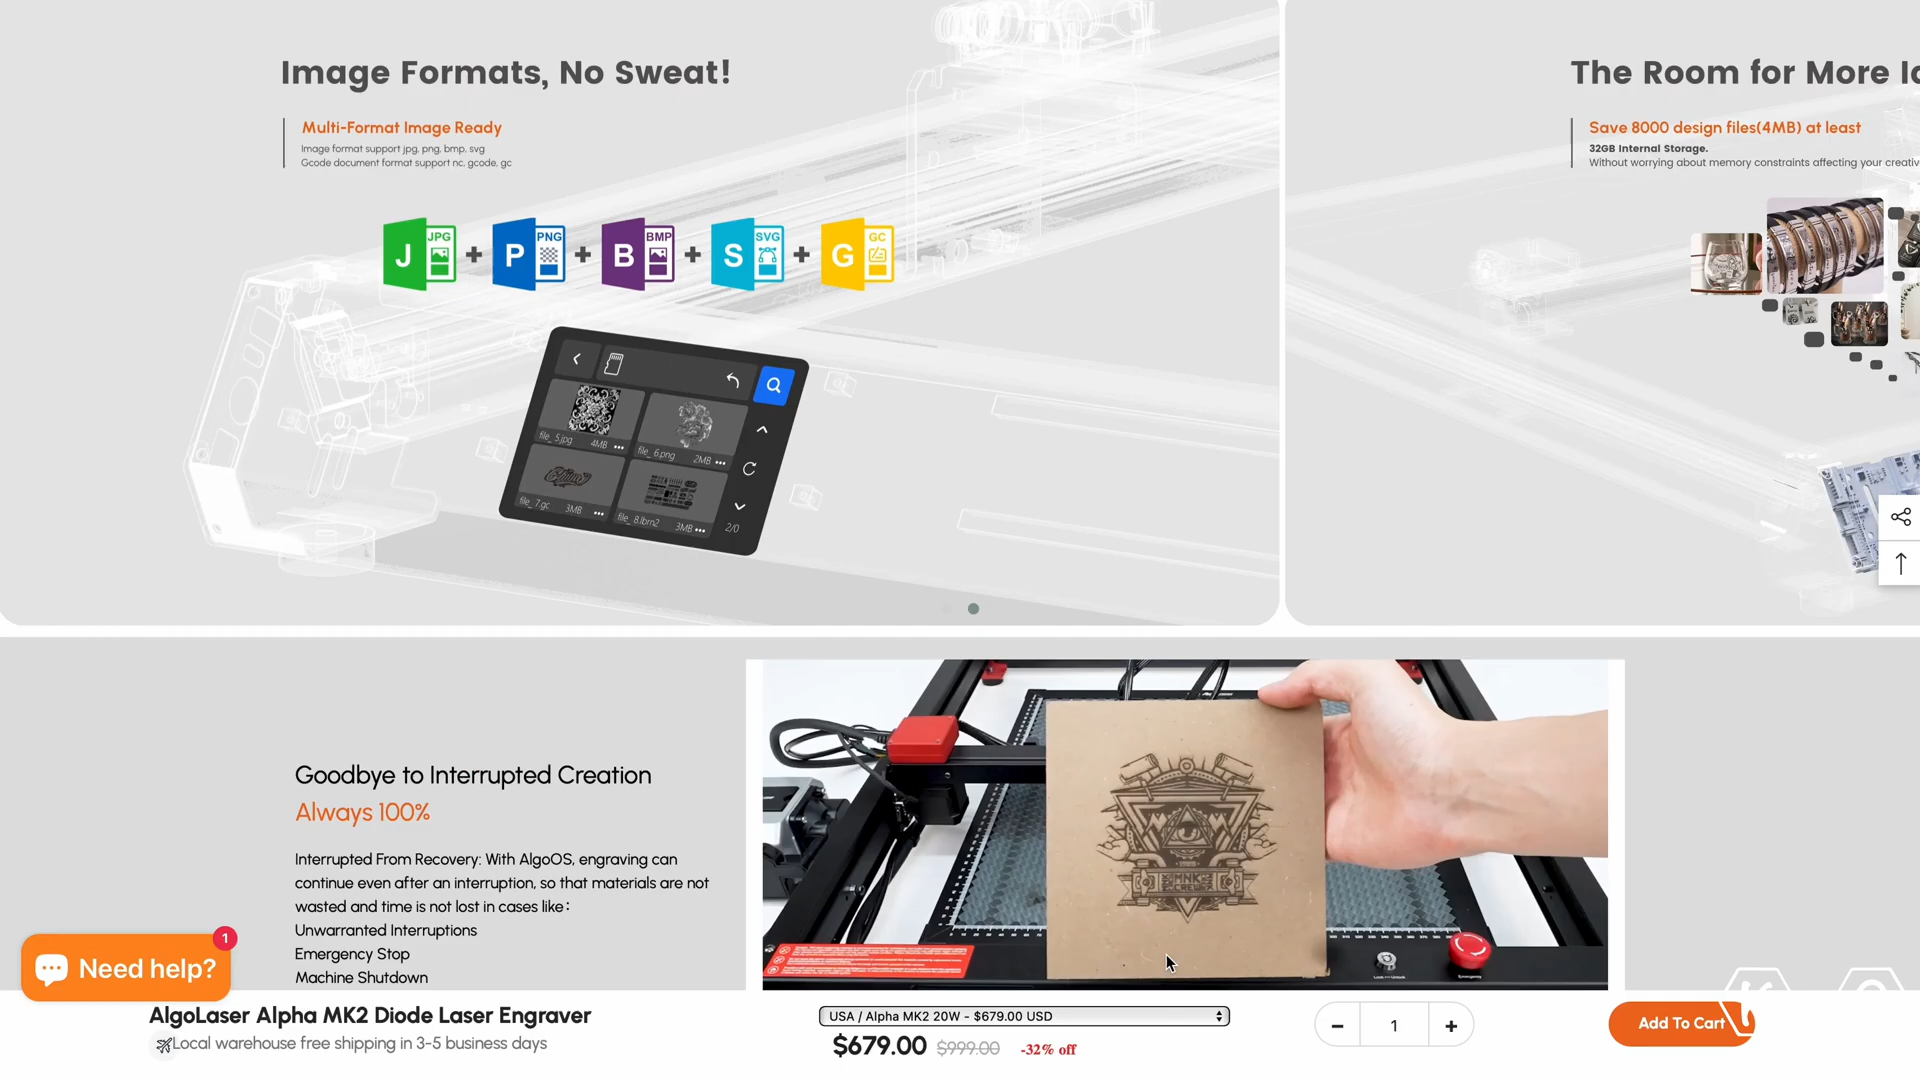 Image Formats, No Sweat!
Multi-Format Image Ready
Image format support jpg, png, bmp, svg
Gcode document format support nc, gcode, gc
J JPG + P PNG + B BMP + S SVG + G GC
file_5.jpg 4MB
file_6.png 2MB
file_7.gc 3MB
file_8.lbrn2 3MB
2/0
The Room for More
Save 8000 design files(4MB) at least
32GB Internal Storage.
Without worrying about memory constraints affecting your
Goodbye to Interrupted Creation
Always 100%
Interrupted From Recovery: With AlgoOS, engraving can
continue even after an interruption, so that materials are not
wasted and time is not lost in cases like:
Unwarranted Interruptions
Emergency Stop
Machine Shutdown
MNK
CREW
Emergency
1
Need help?
AlgoLaser Alpha MK2 Diode Laser Engraver
Local warehouse free shipping in 3-5 business days
USA / Alpha MK2 20W - $679.00 USD
$679.00 $999.00 -32% off
− 1 +
Add To Cart